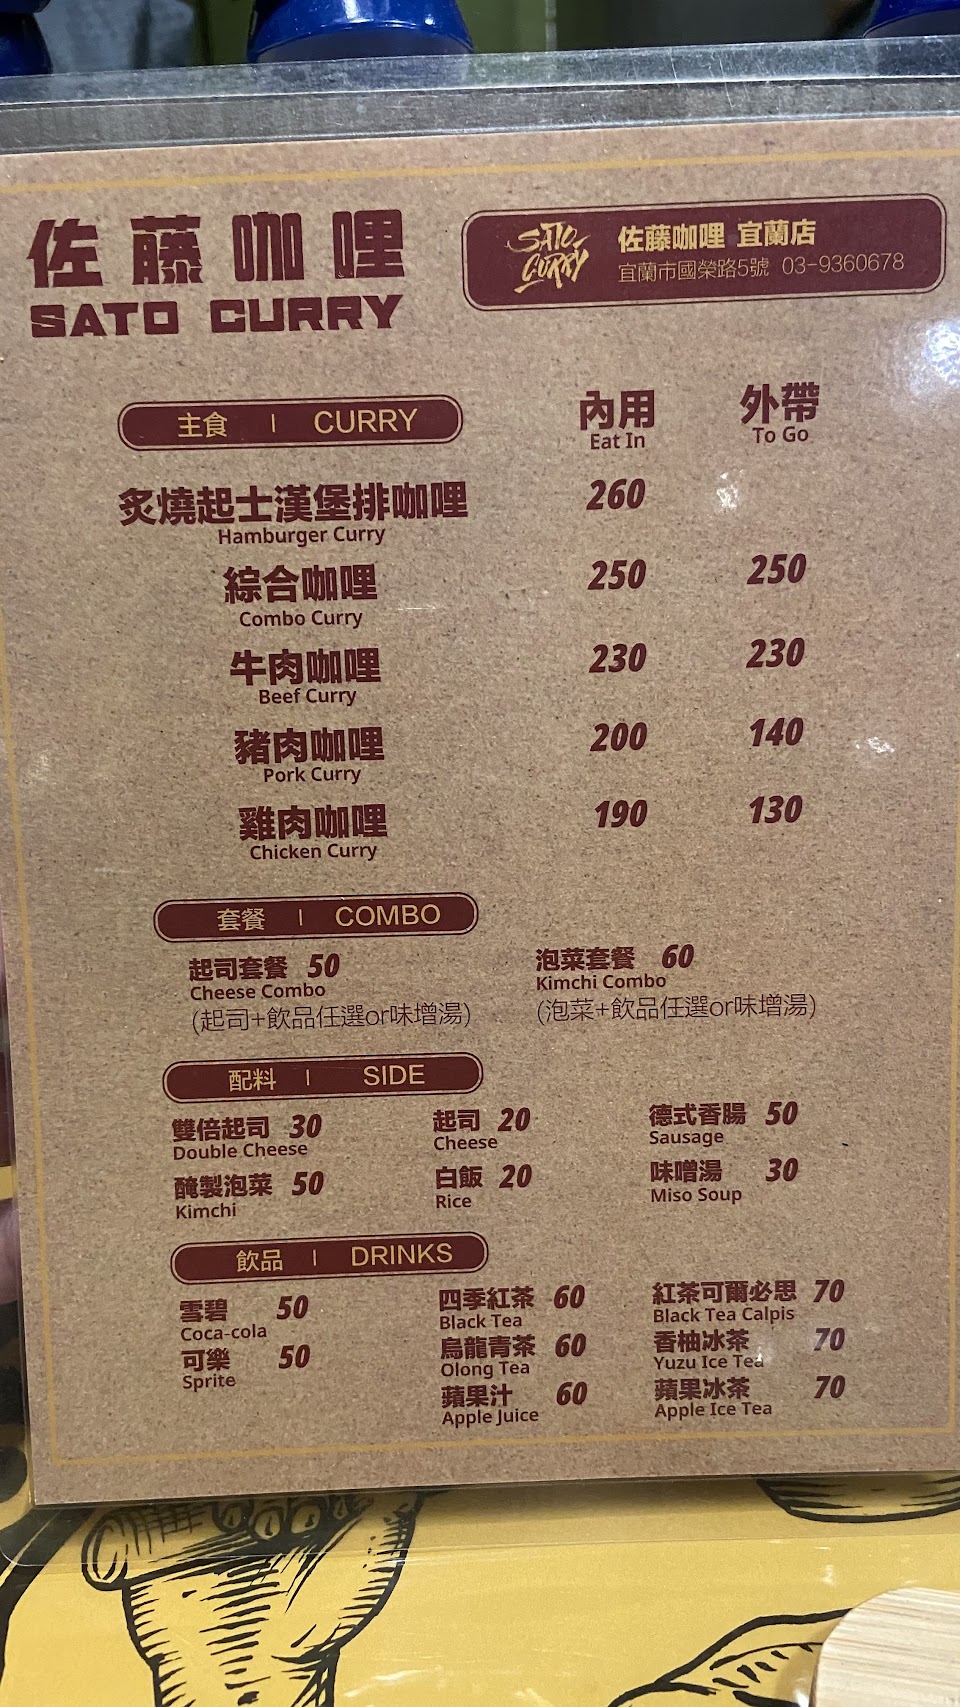 佐藤咖哩
SATO CURRY
SATO CURRY
佐藤咖哩 宜蘭店
宜蘭市國榮路5號 03-9360678
主食 | CURRY
內用 外帶
Eat In To Go
炙燒起士漢堡排咖哩 260
Hamburger Curry
綜合咖哩 250 250
Combo Curry
牛肉咖哩 230 230
Beef Curry
豬肉咖哩 200 140
Pork Curry
雞肉咖哩 190 130
Chicken Curry
套餐 | COMBO
起司套餐 50
Cheese Combo
(起司+飲品任選or味增湯)
泡菜套餐 60
Kimchi Combo
(泡菜+飲品任選or味增湯)
配料 | SIDE
雙倍起司 30
Double Cheese
起司 20
Cheese
德式香腸 50
Sausage
醃製泡菜 50
Kimchi
白飯 20
Rice
味噌湯 30
Miso Soup
飲品 | DRINKS
雪碧 50
Coca-cola
可樂 50
Sprite
四季紅茶 60
Black Tea
烏龍青茶 60
Olong Tea
蘋果汁 60
Apple Juice
紅茶可爾必思 70
Black Tea Calpis
香柚冰茶 70
Yuzu Ice Tea
蘋果冰茶 70
Apple Ice Tea